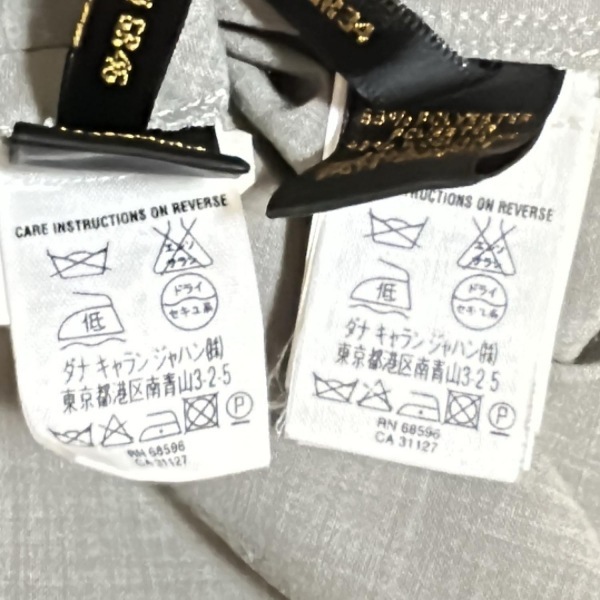 83% POLYESTER
CARE INSTRUCTIONS ON REVERSE
エンソ
サラシ
低
ドライ
セキユ系
ダナ キャラン ジャパン㈱
東京都港区南青山3-2-5
P
RN 68596
CA 31127
INSTRUCTIONS ON REVERSE
エンソ
サラシ
低
ドライ
セキユ系
ダナ キャラン ジャパン㈱
東京都港区南青山3-2-5
P
RN 68596
CA 31127